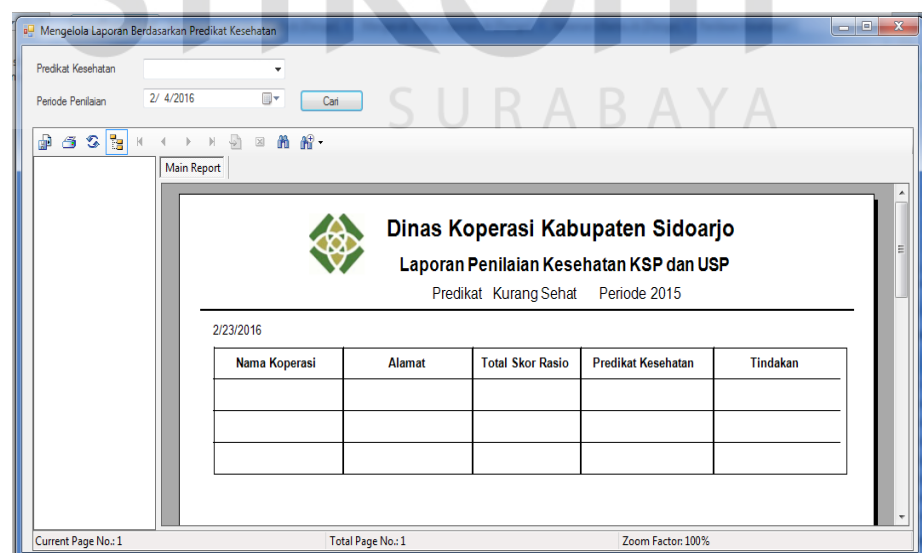 Mengelola Laporan Berdasarkan Predikat Kesehatan
Predikat Kesehatan
Periode Penilaian 2/ 4/2016 Cari
SURABAYA
Main Report
Dinas Koperasi Kabupaten Sidoarjo
Laporan Penilaian Kesehatan KSP dan USP
Predikat Kurang Sehat Periode 2015
2/23/2016
Nama Koperasi Alamat Total Skor Rasio Predikat Kesehatan Tindakan
Current Page No.: 1 Total Page No.: 1 Zoom Factor: 100%